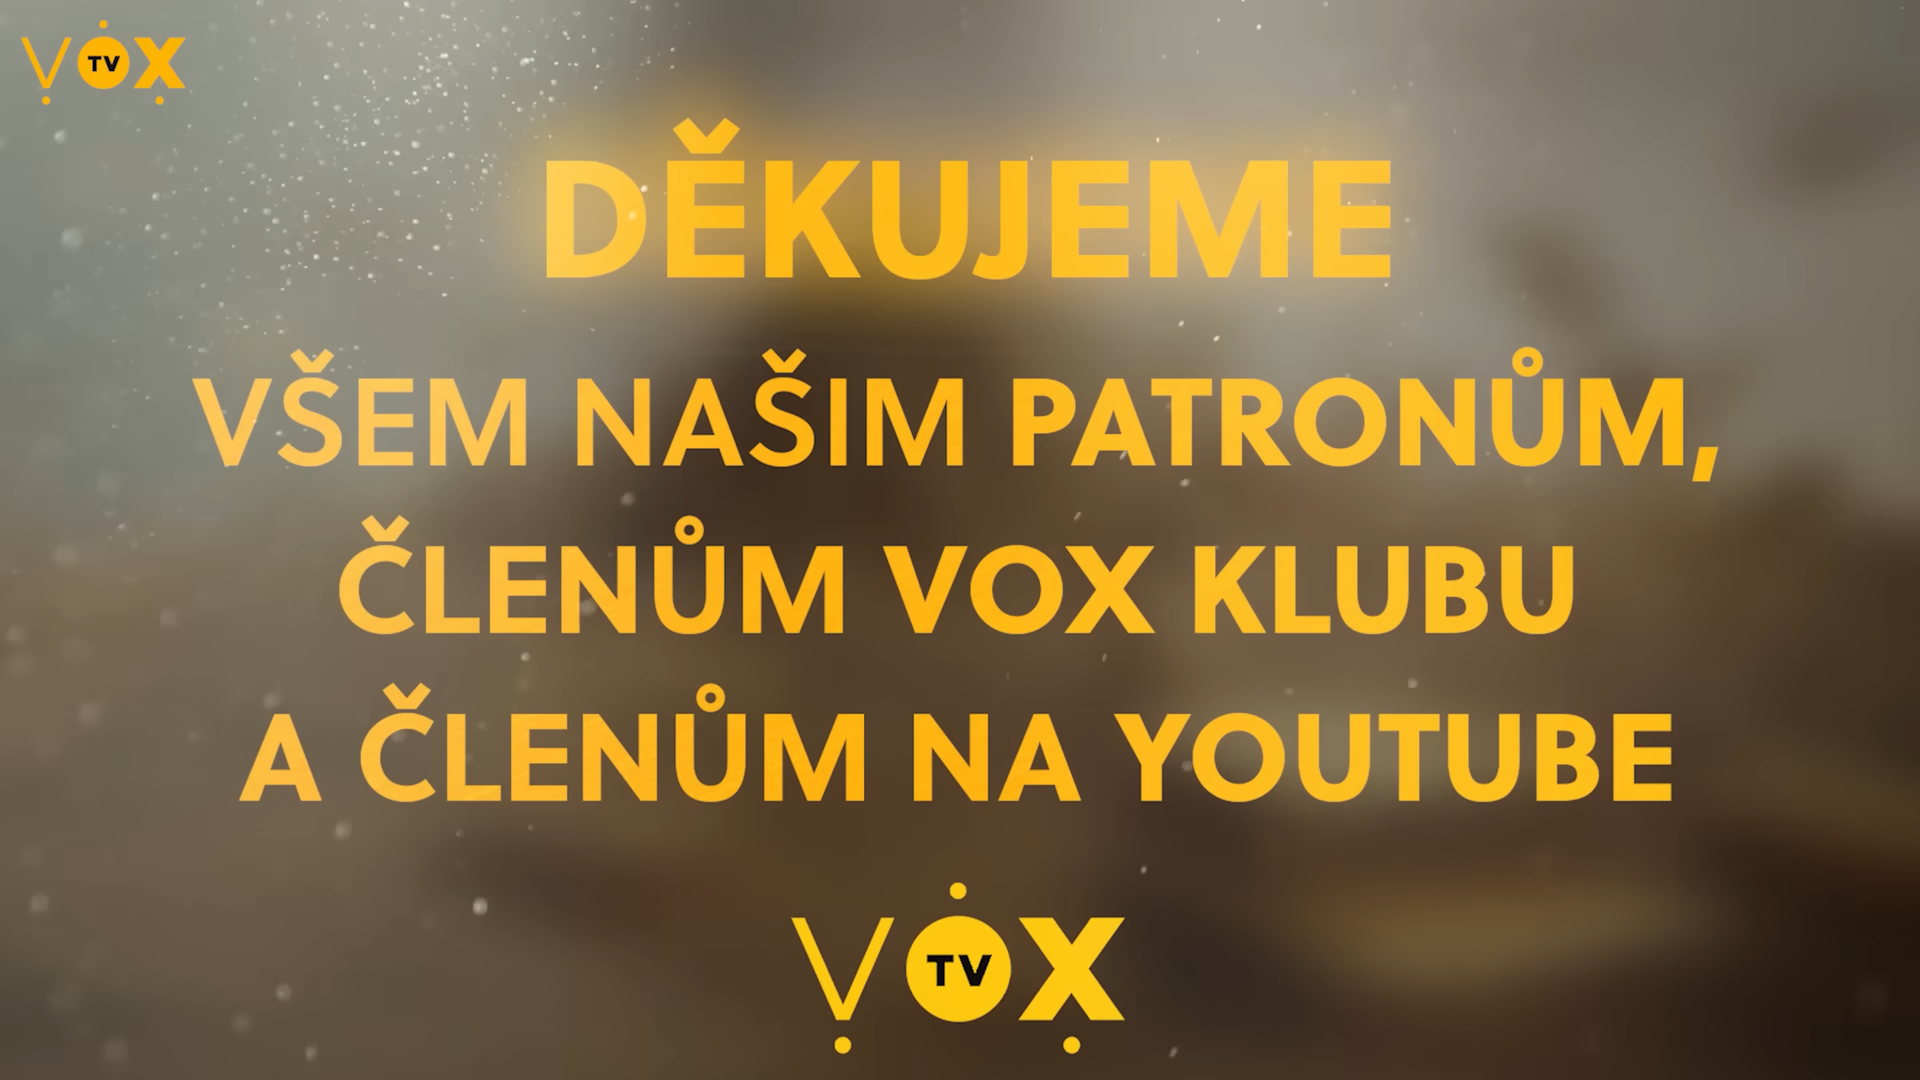 VOX
TV
DĚKUJEME
VŠEM NAŠIM PATRONŮM,
ČLENŮM VOX KLUBU
A ČLENŮM NA YOUTUBE
VOX
TV